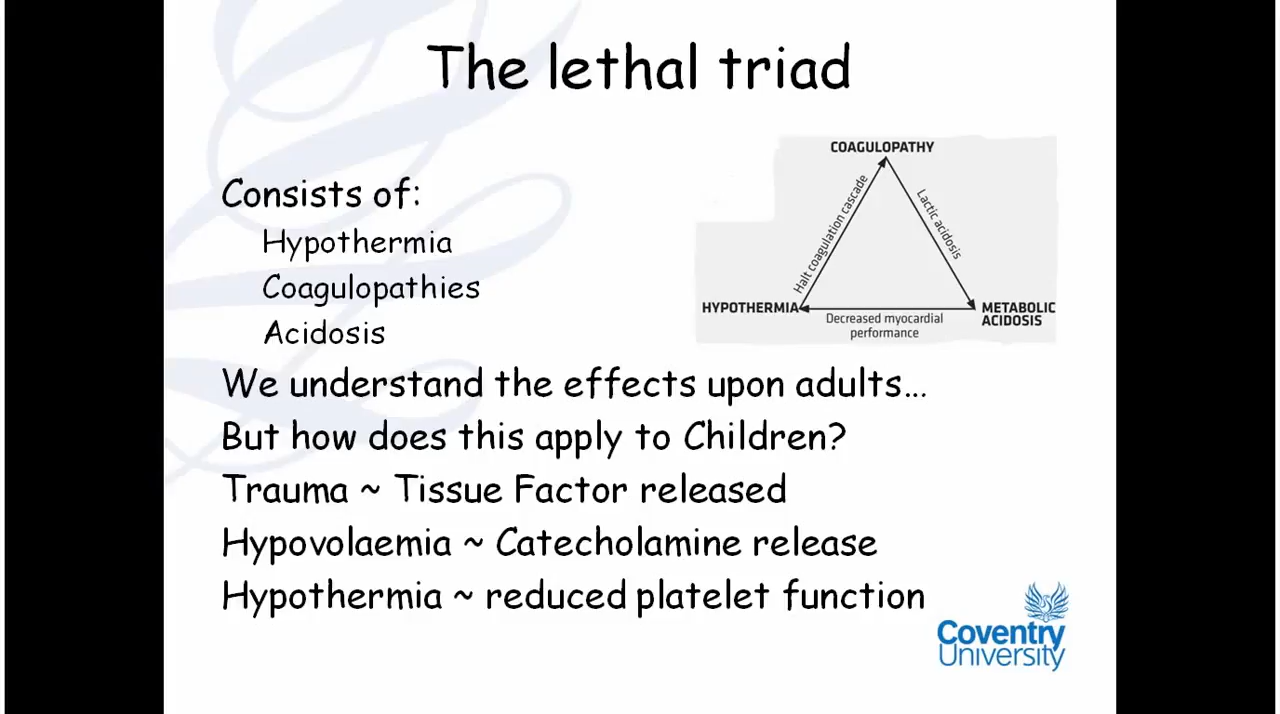 The lethal triad
Consists of:
Hypothermia
Coagulopathies
Acidosis
We understand the effects upon adults...
But how does this apply to Children?
Trauma ~ Tissue Factor released
Hypovolaemia ~ Catecholamine release
Hypothermia ~ reduced platelet function
COAGULOPATHY
Halt coagulation cascade
Lactic acidosis
HYPOTHERMIA
METABOLIC
ACIDOSIS
Decreased myocardial
performance
Coventry
University